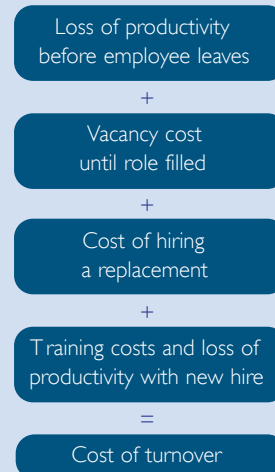 Loss of productivity
before employee leaves
+
Vacancy cost
until role filled
+
Cost of hiring
a replacement
+
Training costs and loss of
productivity with new hire
=
Cost of turnover